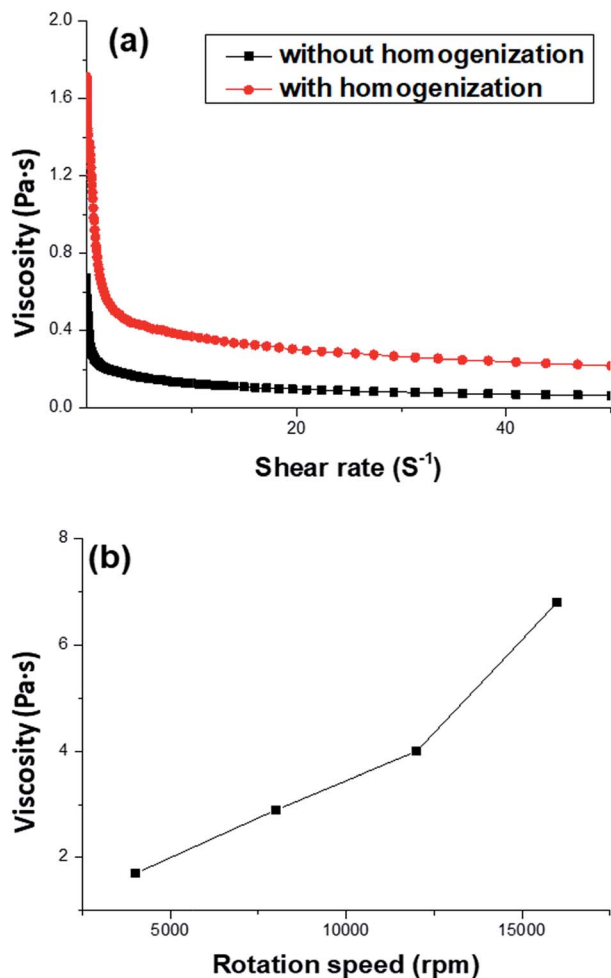 (a)
without homogenization
with homogenization
2.0
1.6
1.2
0.8
0.4
0.0
Viscosity (Pa·s)
20
40
Shear rate (S⁻¹)
(b)
8
6
4
2
Viscosity (Pa·s)
5000
10000
15000
Rotation speed (rpm)